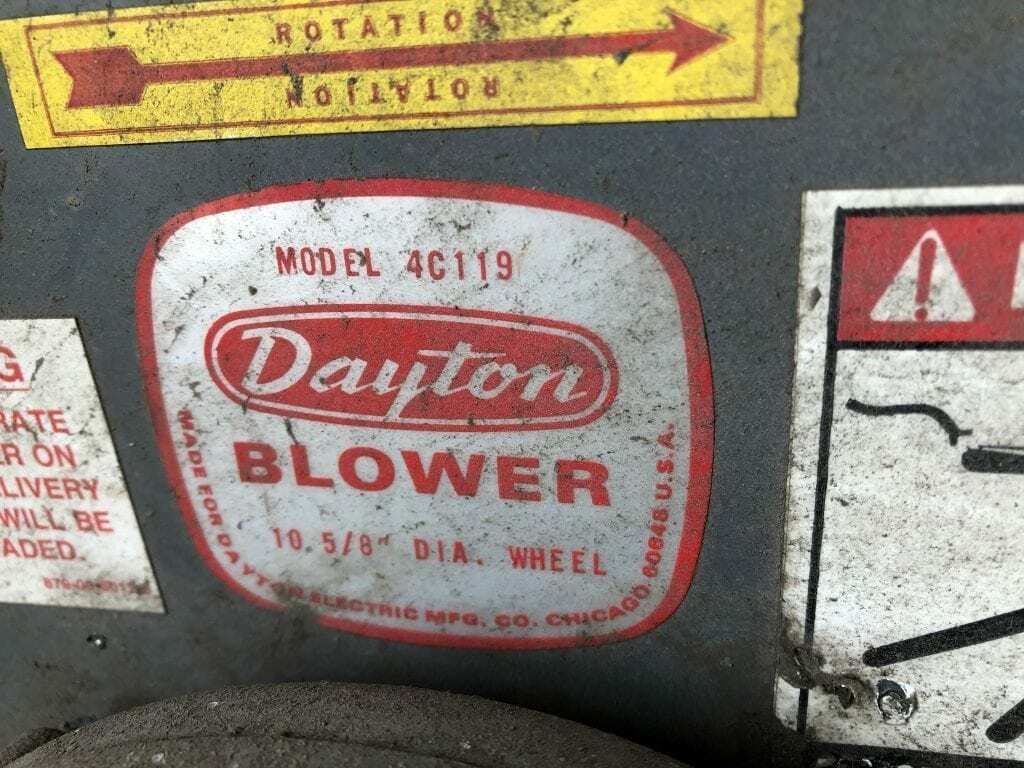 ROTATION
ROTATION
MODEL 4C119
Dayton
BLOWER
10 5/8" DIA. WHEEL
MADE FOR DAYTON ELECTRIC MFG. CO. CHICAGO 60648 U.S.A.
G
RATE
R ON
LIVERY
WILL BE
ADED.